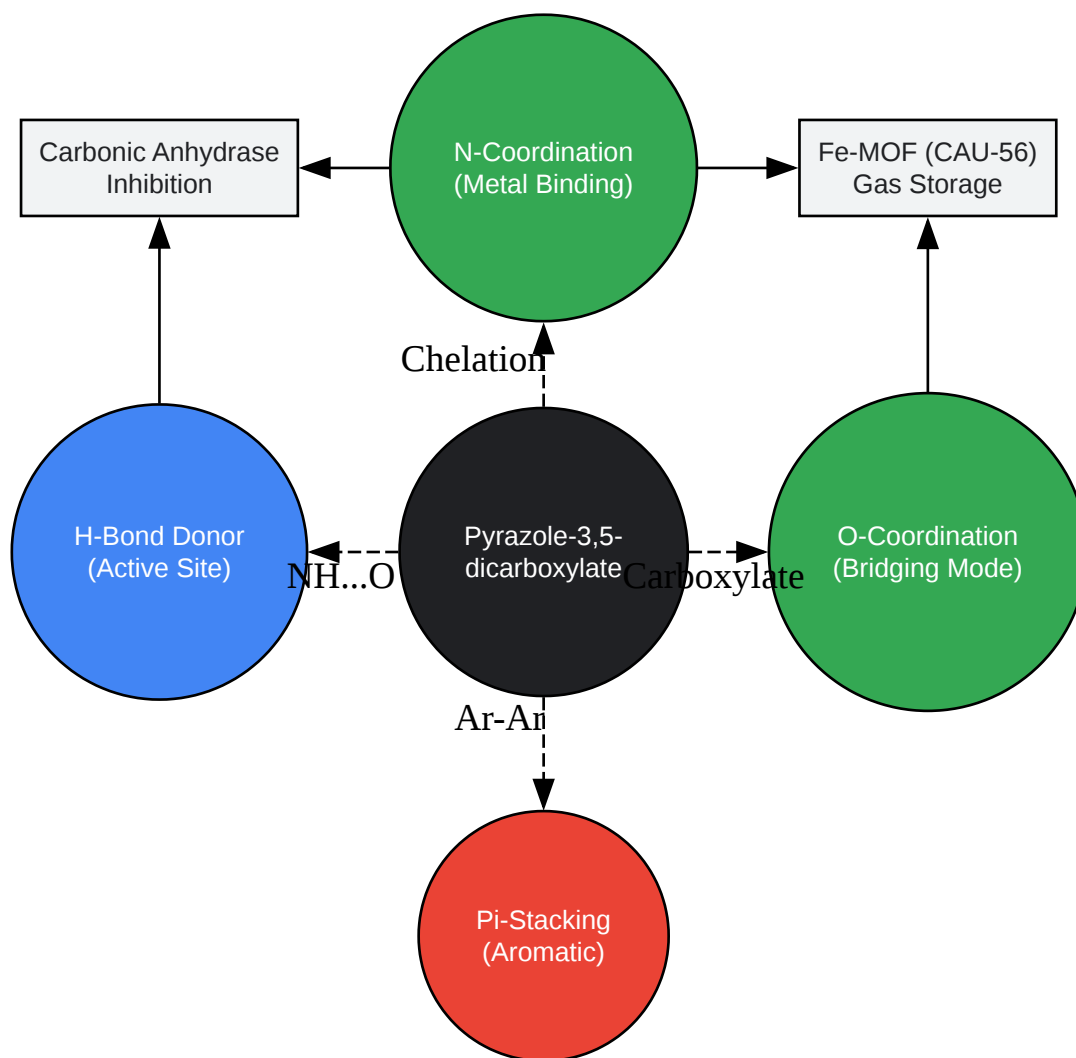 N-Coordination
(Metal Binding)
Carbonic Anhydrase
Inhibition
Fe-MOF (CAU-56)
Gas Storage
Chelation
H-Bond Donor
(Active Site)
NH...O
Pyrazole-3,5-
dicarboxylate
Carboxylate
O-Coordination
(Bridging Mode)
Ar-Ar
Pi-Stacking
(Aromatic)